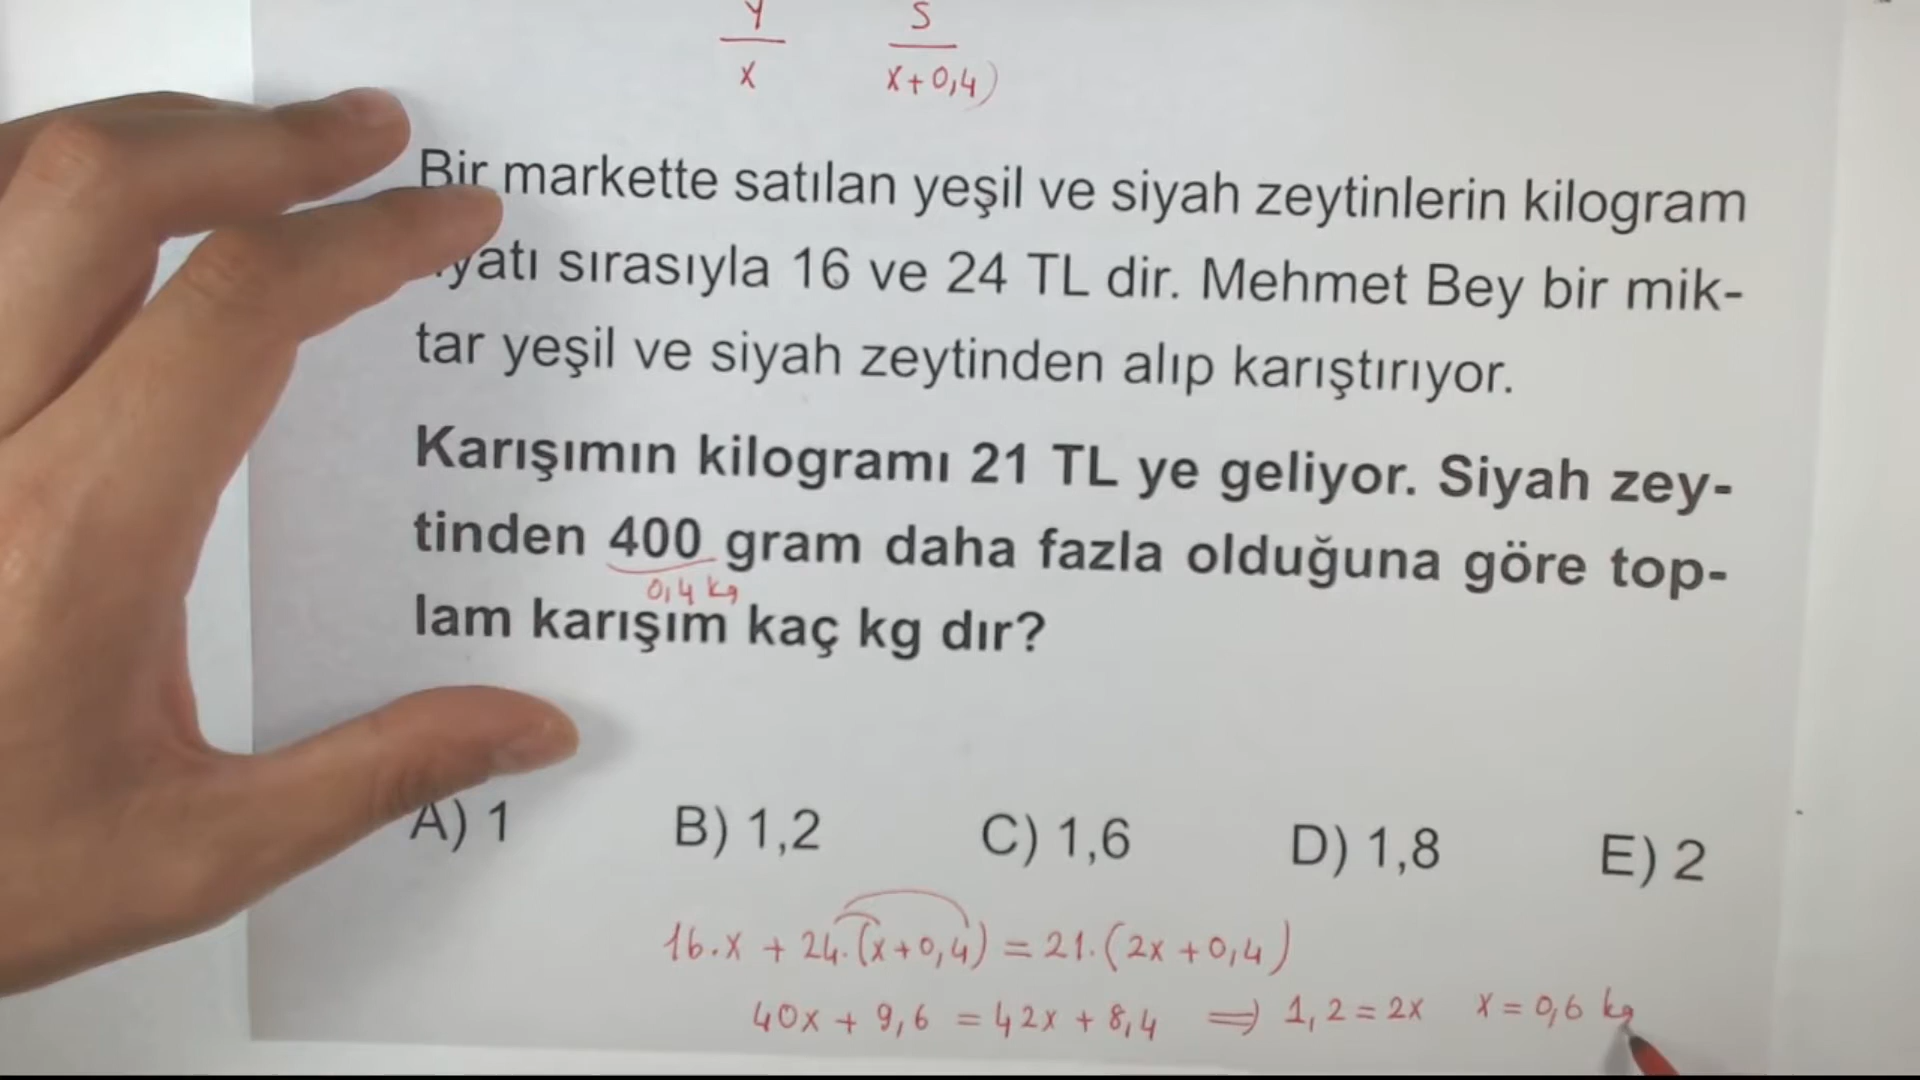 Y S
x x+0,4)
Bir markette satılan yeşil ve siyah zeytinlerin kilogram
yatı sırasıyla 16 ve 24 TL dir. Mehmet Bey bir mik-
tar yeşil ve siyah zeytinden alıp karıştırıyor.
Karışımın kilogramı 21 TL ye geliyor. Siyah zey-
tinden 400 gram daha fazla olduğuna göre top-
0,4 kg
lam karışım kaç kg dır?
A) 1 B) 1,2 C) 1,6 D) 1,8 E) 2
16.x + 24.(x+0,4) = 21.(2x+0,4)
40x + 9,6 = 42x + 8,4 ⟹ 1,2 = 2x x = 0,6 kg